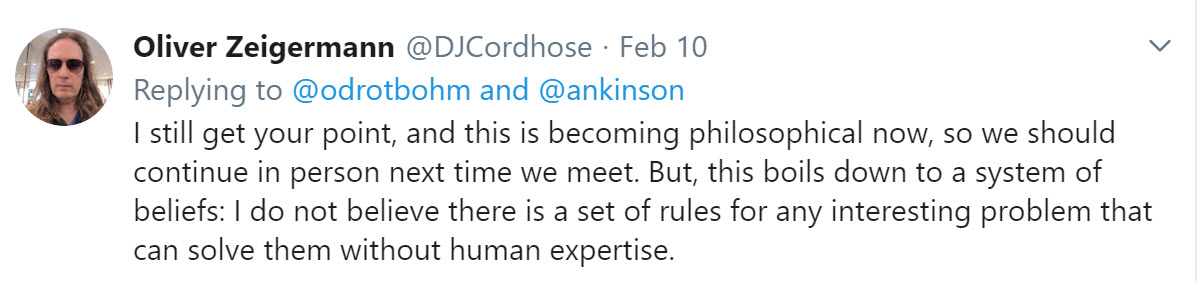 Oliver Zeigermann @DJCordhose · Feb 10
Replying to @odrotbohm and @ankinson
I still get your point, and this is becoming philosophical now, so we should
continue in person next time we meet. But, this boils down to a system of
beliefs: I do not believe there is a set of rules for any interesting problem that
can solve them without human expertise.